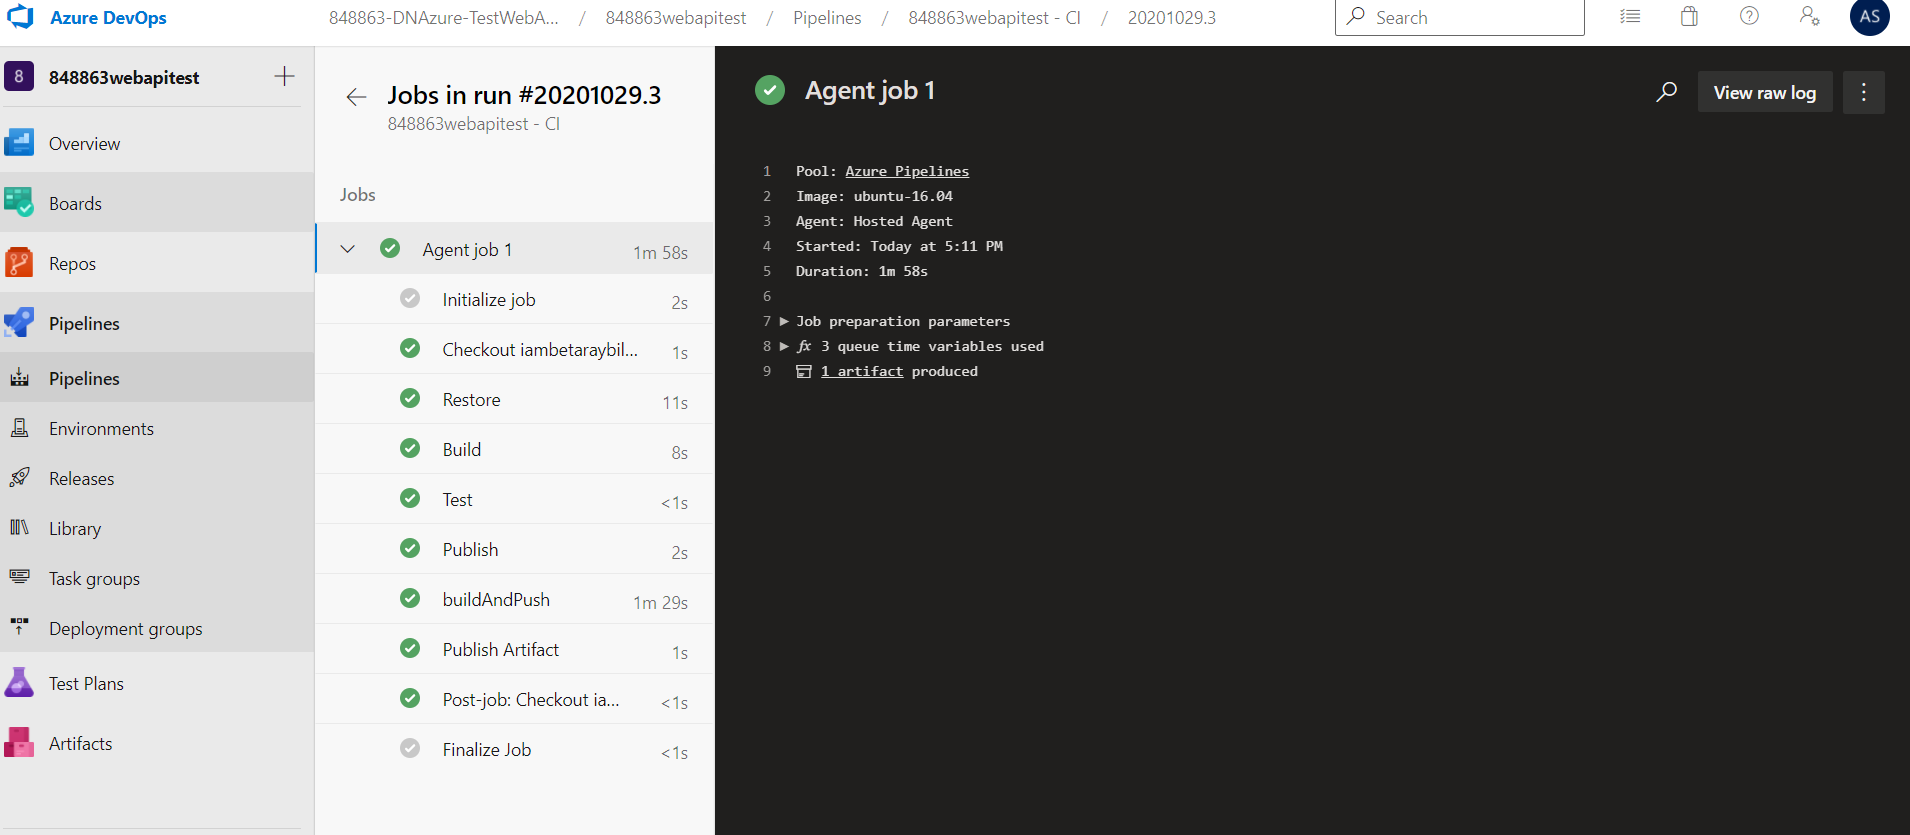 Azure DevOps
848863-DNAzure-TestWebA... / 848863webapitest / Pipelines / 848863webapitest - CI / 20201029.3
Search
AS
8 848863webapitest
Overview
Boards
Repos
Pipelines
Pipelines
Environments
Releases
Library
Task groups
Deployment groups
Test Plans
Artifacts
Jobs in run #20201029.3
848863webapitest - CI
Jobs
Agent job 1 1m 58s
Initialize job 2s
Checkout iambetaraybil... 1s
Restore 11s
Build 8s
Test <1s
Publish 2s
buildAndPush 1m 29s
Publish Artifact 1s
Post-job: Checkout ia... <1s
Finalize Job <1s
Agent job 1
View raw log
1 Pool: Azure Pipelines
2 Image: ubuntu-16.04
3 Agent: Hosted Agent
4 Started: Today at 5:11 PM
5 Duration: 1m 58s
6
7 Job preparation parameters
8 fx 3 queue time variables used
9 1 artifact produced